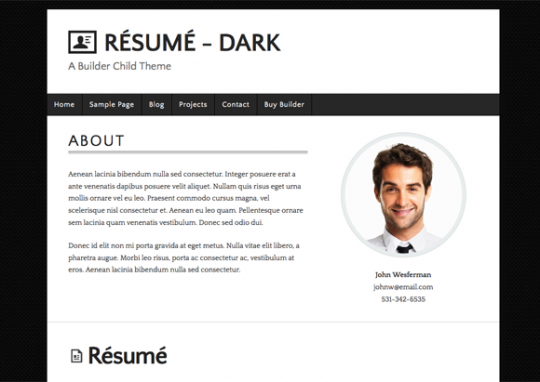 RÉSUMÉ – DARK
A Builder Child Theme
Home Sample Page Blog Projects Contact Buy Builder
ABOUT
Aenean lacinia bibendum nulla sed consectetur. Integer posuere erat a
ante venenatis dapibus posuere velit aliquet. Nullam quis risus eget urna
mollis ornare vel eu leo. Praesent commodo cursus magna, vel
scelerisque nisl consectetur et. Aenean eu leo quam. Pellentesque ornare
sem lacinia quam venenatis vestibulum. Donec sed odio dui.
Donec id elit non mi porta gravida at eget metus. Nulla vitae elit libero, a
pharetra augue. Morbi leo risus, porta ac consectetur ac, vestibulum at
eros. Aenean lacinia bibendum nulla sed consectetur.
John Wesferman
johnw@email.com
531-342-6535
Résumé